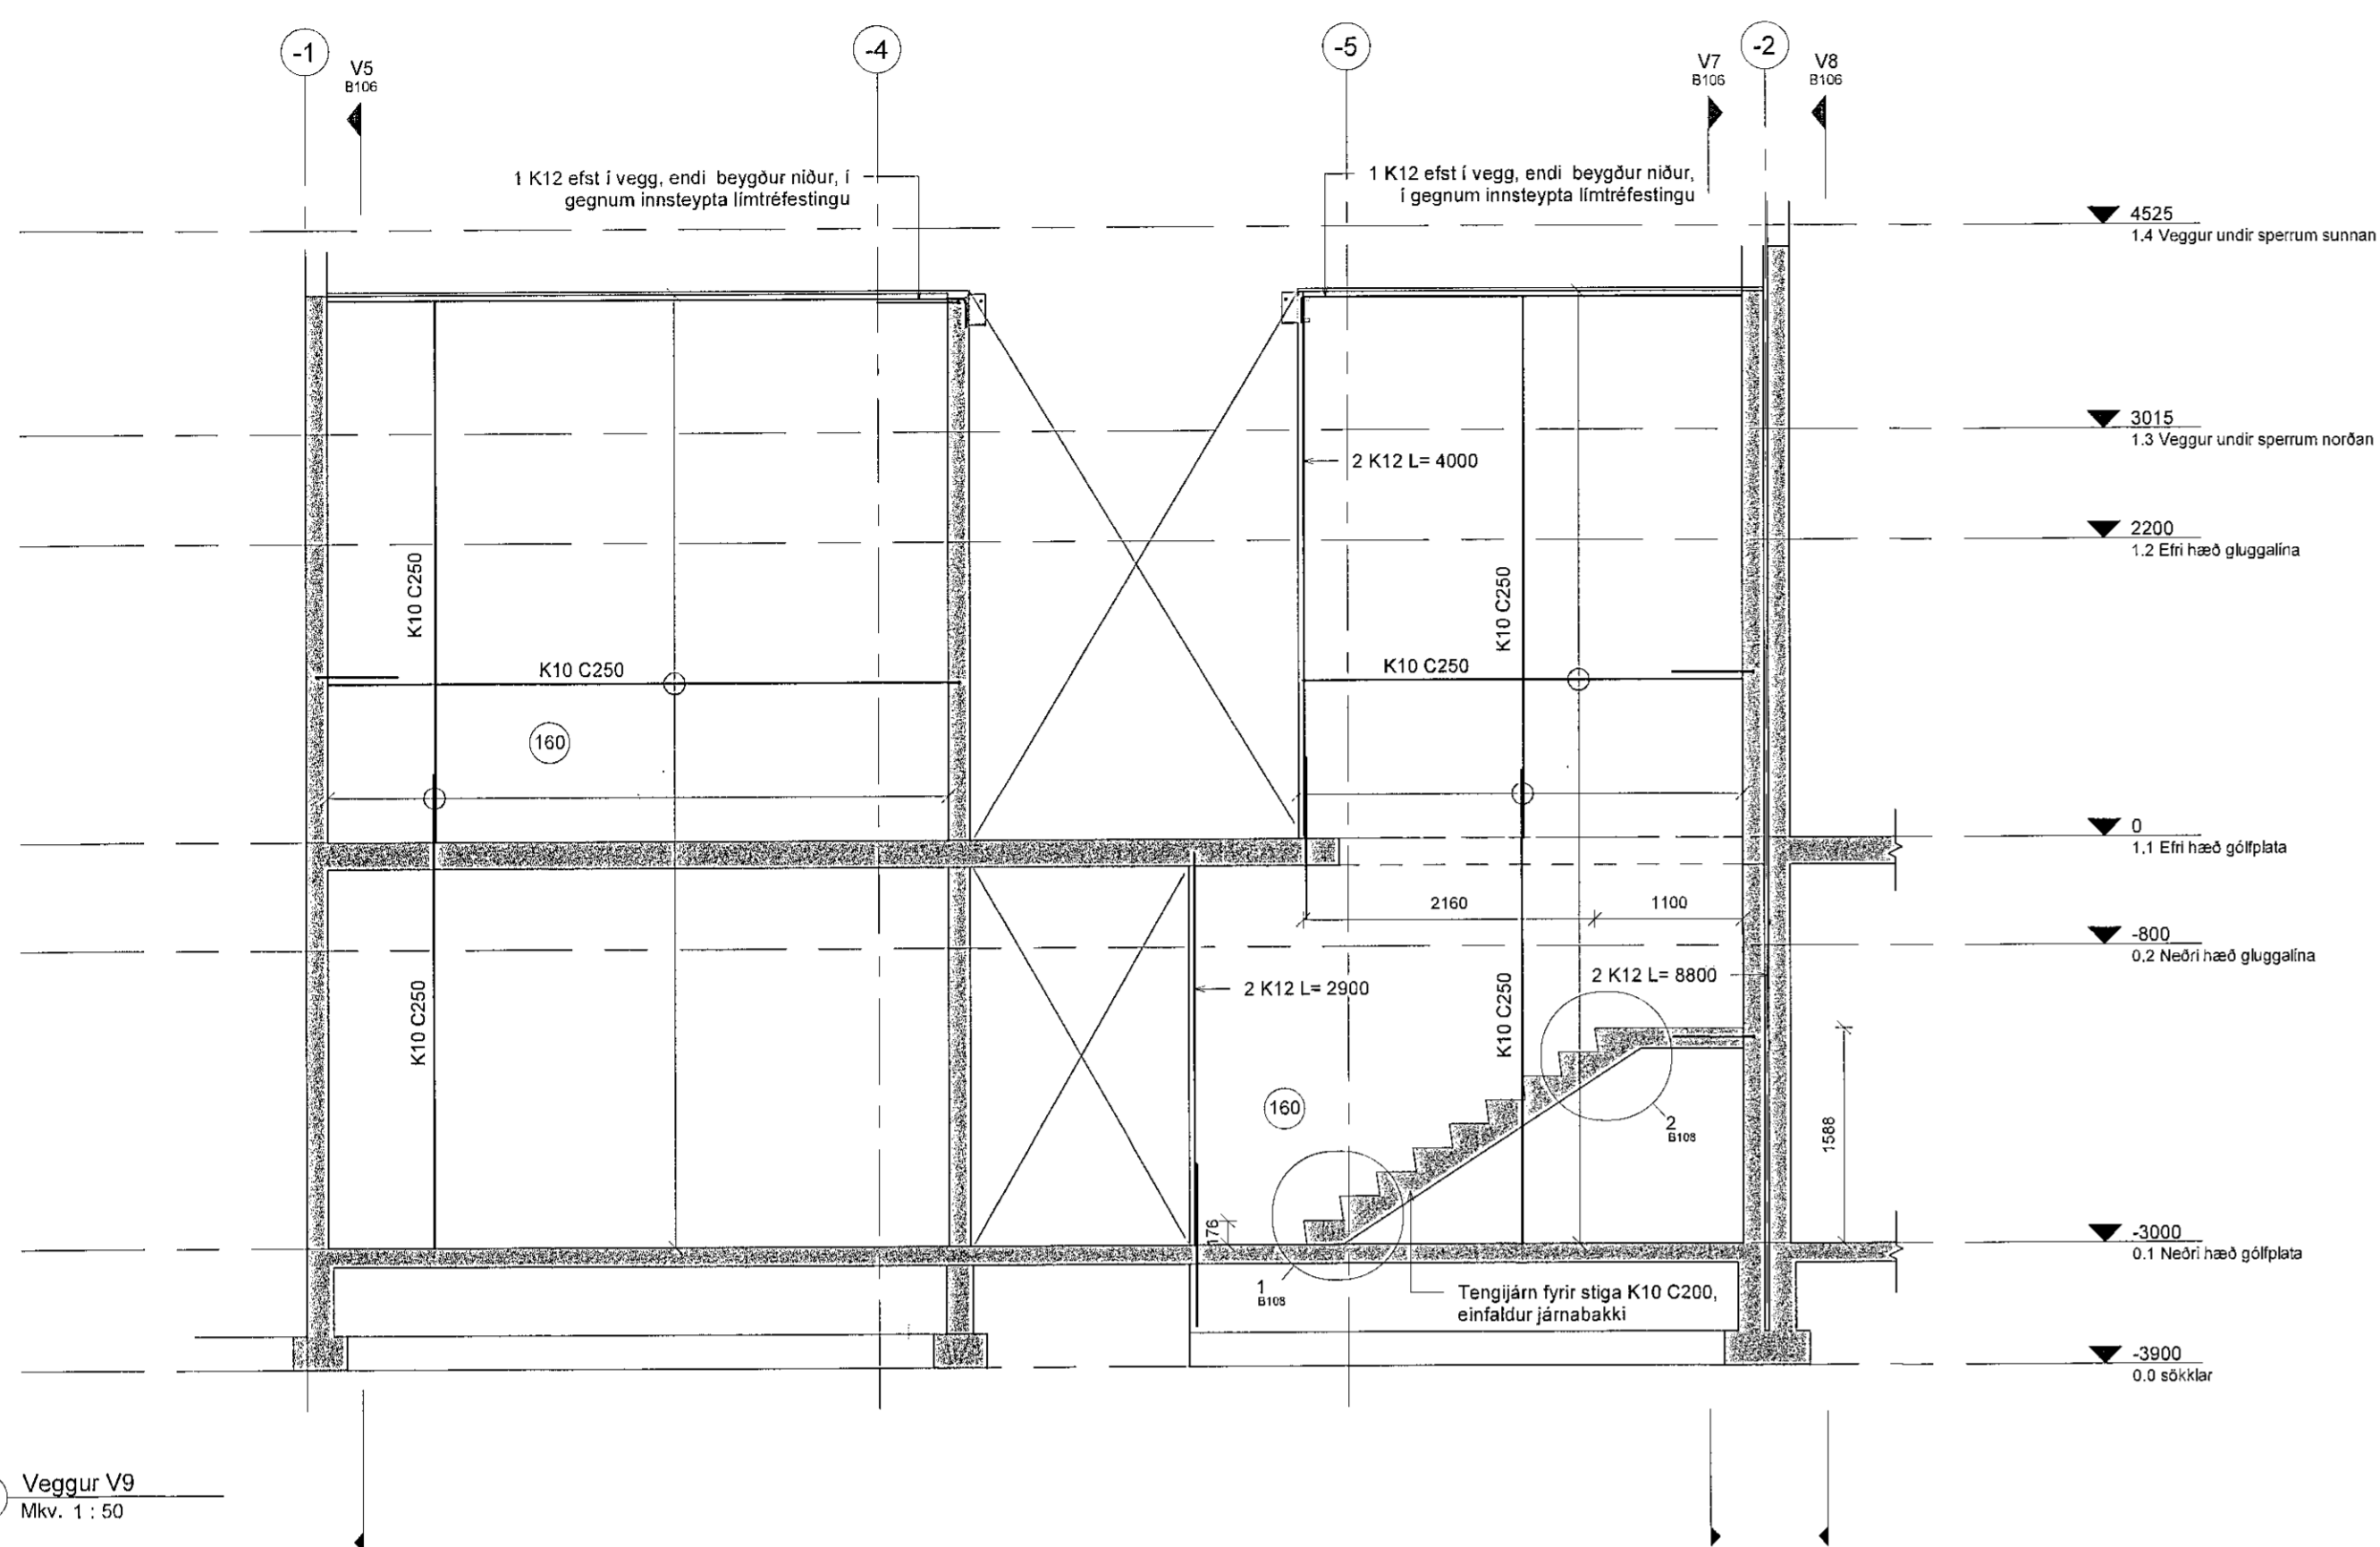 -1
-4
-5
-2
V5
B106
V7
B106
V8
B106
1 K12 efst í vegg, endi beygður niður, í
gegnum innsteypta límtréfestingu
1 K12 efst í vegg, endi beygður niður,
í gegnum innsteypta límtréfestingu
4525
1.4 Veggur undir sperrum sunnan
3015
1.3 Veggur undir sperrum norðan
2 K12 L= 4000
2200
1.2 Efri hæð gluggalína
K10 C250
K10 C250
K10 C250
K10 C250
160
0
1.1 Efri hæð gólfplata
2160
1100
-800
0.2 Neðri hæð gluggalína
2 K12 L= 2900
2 K12 L= 8800
K10 C250
K10 C250
160
2
B108
1588
176
-3000
0.1 Neðri hæð gólfplata
1
B108
Tengijárn fyrir stiga K10 C200,
einfaldur járnabakki
-3900
0.0 sökklar
Veggur V9
Mkv. 1 : 50